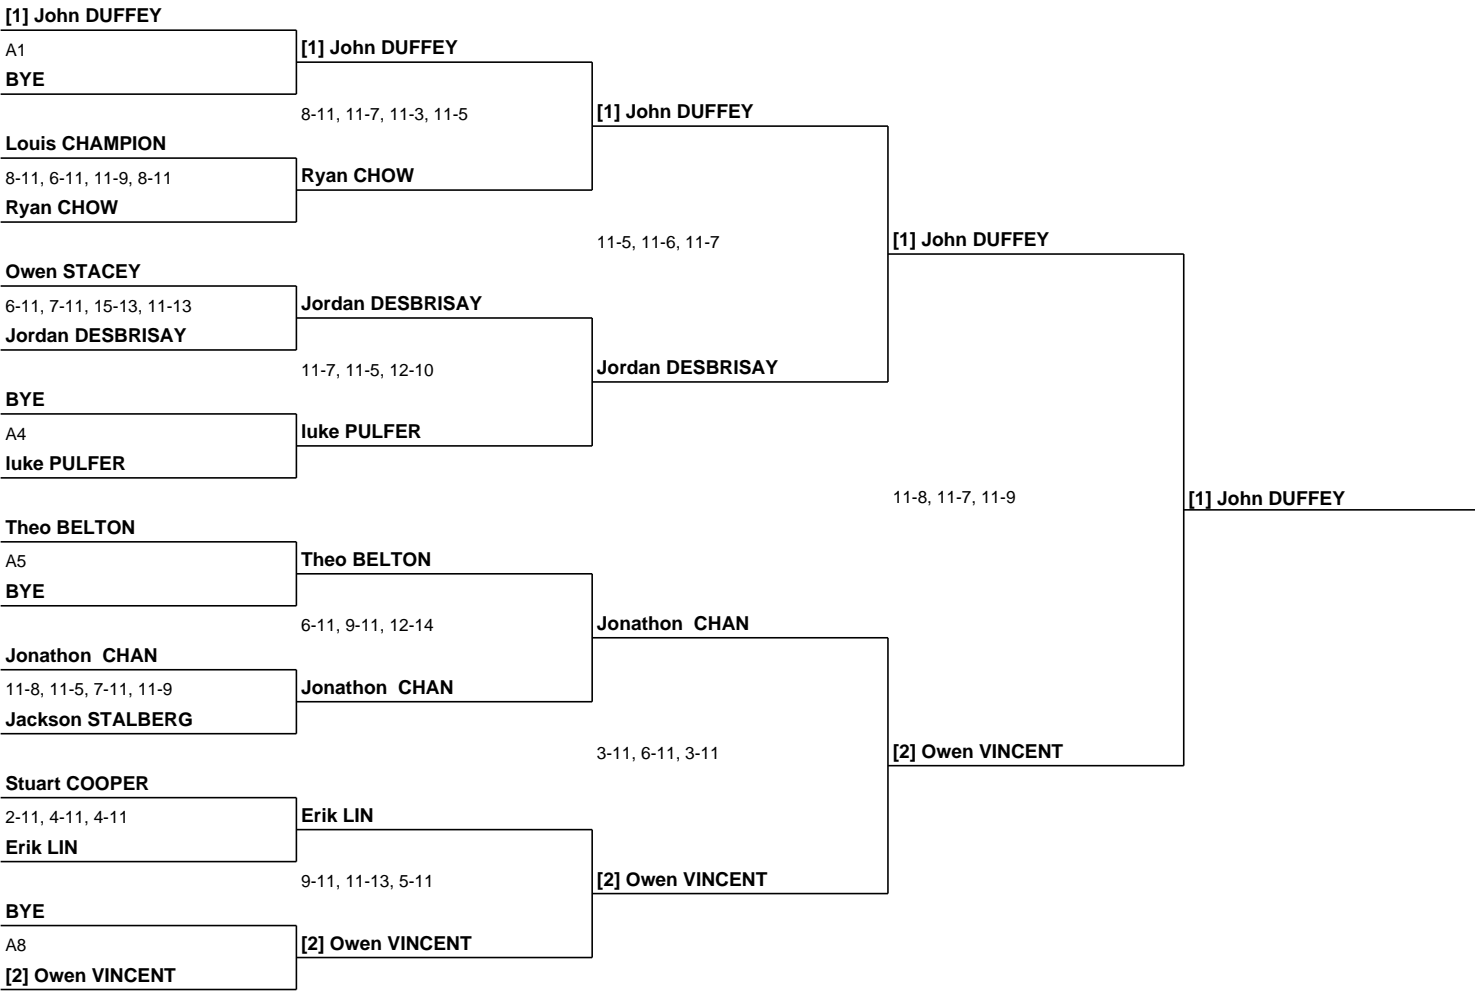 [1] John DUFFEY
A1
BYE
Louis CHAMPION
8-11, 6-11, 11-9, 8-11
Ryan CHOW
Owen STACEY
6-11, 7-11, 15-13, 11-13
Jordan DESBRISAY
BYE
A4
luke PULFER
Theo BELTON
A5
BYE
Jonathon  CHAN
11-8, 11-5, 7-11, 11-9
Jackson STALBERG
Stuart COOPER
2-11, 4-11, 4-11
Erik LIN
BYE
A8
[2] Owen VINCENT
[1] John DUFFEY
8-11, 11-7, 11-3, 11-5
Ryan CHOW
Jordan DESBRISAY
11-7, 11-5, 12-10
luke PULFER
Theo BELTON
6-11, 9-11, 12-14
Jonathon  CHAN
Erik LIN
9-11, 11-13, 5-11
[2] Owen VINCENT
[1] John DUFFEY
11-5, 11-6, 11-7
Jordan DESBRISAY
Jonathon  CHAN
3-11, 6-11, 3-11
[2] Owen VINCENT
[1] John DUFFEY
11-8, 11-7, 11-9
[2] Owen VINCENT
[1] John DUFFEY